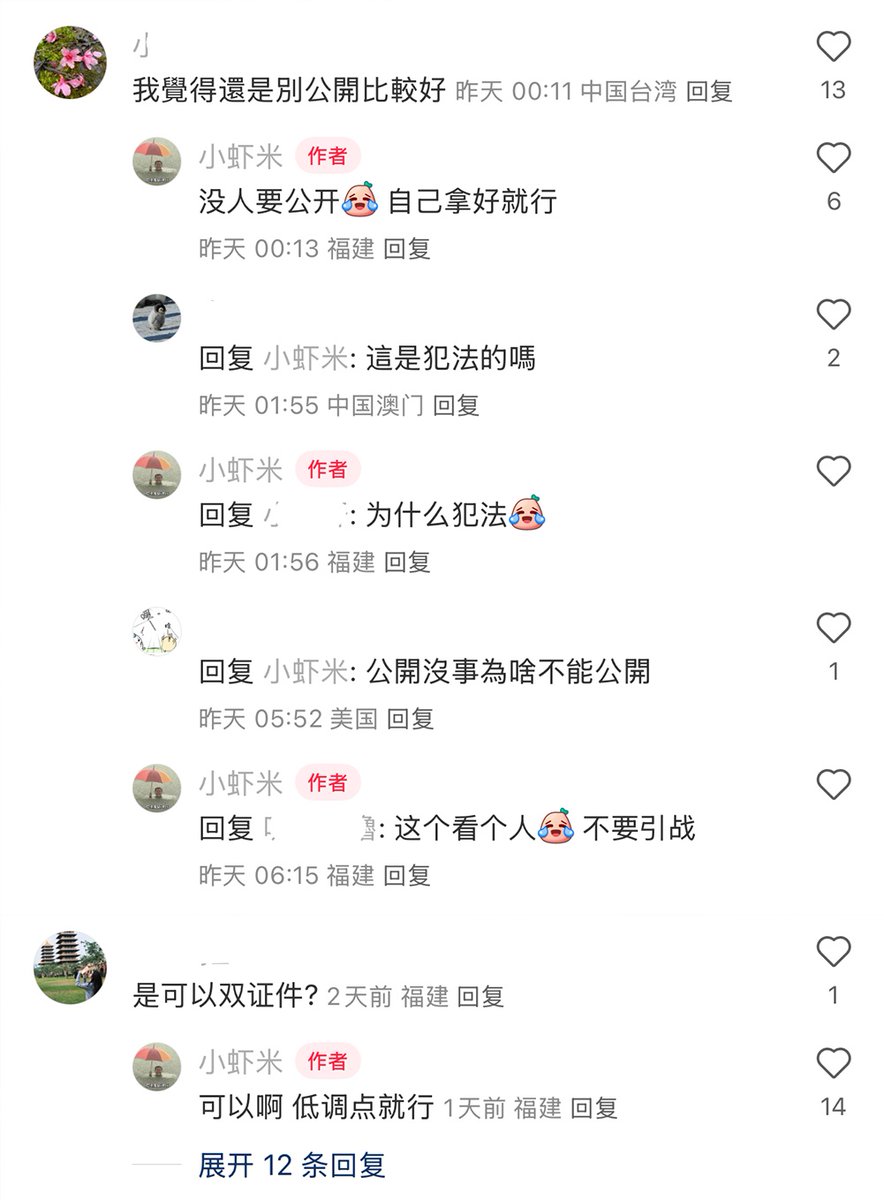 小
我覺得還是別公開比較好 昨天 00:11 中国台湾 回复
13
小虾米 作者
没人要公开 自己拿好就行
6
昨天 00:13 福建 回复
回复 小虾米: 這是犯法的嗎
2
昨天 01:55 中国澳门 回复
小虾米 作者
回复 : 为什么犯法
昨天 01:56 福建 回复
回复 小虾米: 公開沒事為啥不能公開
1
昨天 05:52 美国 回复
小虾米 作者
回复 : 这个看个人 不要引战
昨天 06:15 福建 回复
是可以双证件? 2天前 福建 回复
1
小虾米 作者
可以啊 低调点就行 1天前 福建 回复
14
展开 12 条回复